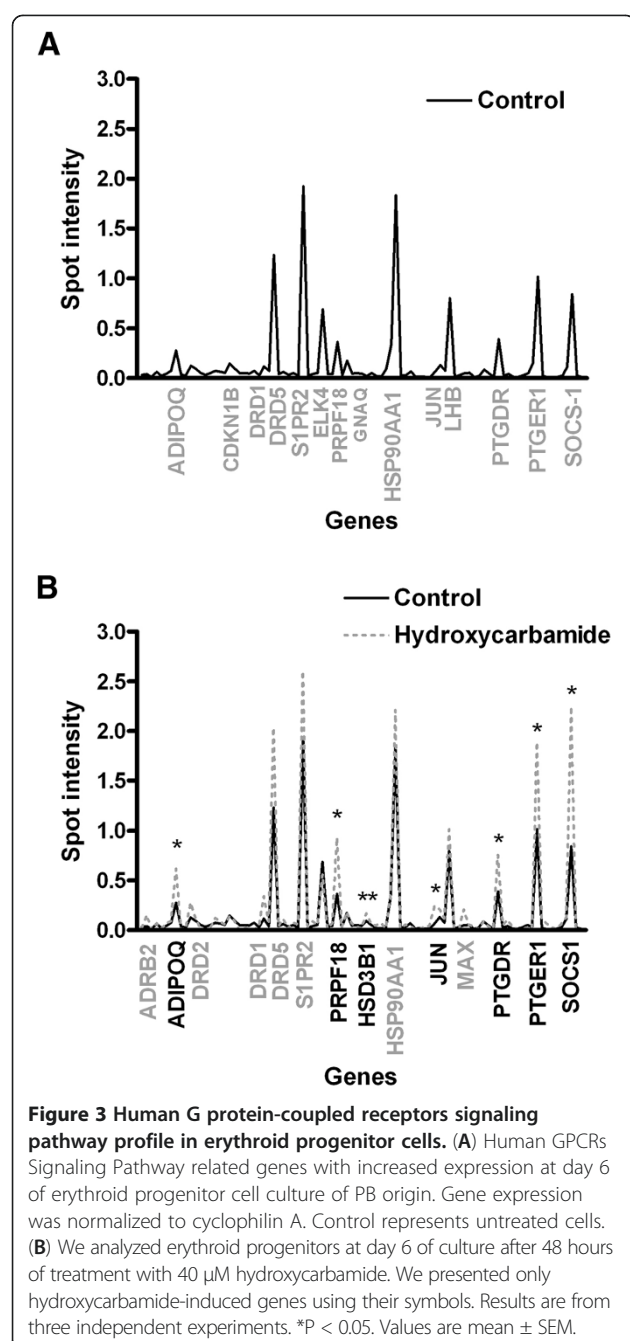 A
3.0
2.5
2.0
1.5
1.0
0.5
0.0
Spot intensity
Control
ADIPOQ
CDKN1B
DRD1
DRD5
S1PR2
ELK4
PRPF18
GNAQ
HSP90AA1
JUN
LHB
PTGDR
PTGER1
SOCS-1
Genes
B
Control
Hydroxycarbamide
3.0
2.5
2.0
1.5
1.0
0.5
0.0
Spot intensity
*
*
**
*
*
*
*
ADRB2
ADIPOQ
DRD2
DRD1
DRD5
S1PR2
PRPF18
HSD3B1
HSP90AA1
JUN
MAX
PTGDR
PTGER1
SOCS1
Genes
Figure 3 Human G protein-coupled receptors signaling
pathway profile in erythroid progenitor cells. (A) Human GPCRs
Signaling Pathway related genes with increased expression at day 6
of erythroid progenitor cell culture of PB origin. Gene expression
was normalized to cyclophilin A. Control represents untreated cells.
(B) We analyzed erythroid progenitors at day 6 of culture after 48 hours
of treatment with 40 μM hydroxycarbamide. We presented only
hydroxycarbamide-induced genes using their symbols. Results are from
three independent experiments. *P < 0.05. Values are mean ± SEM.